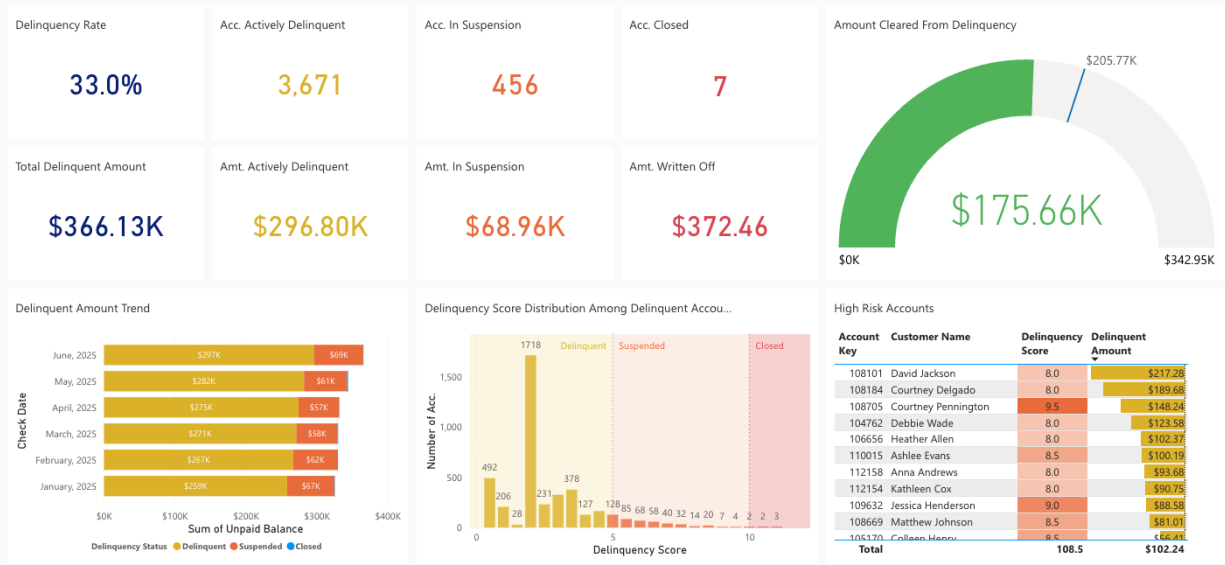 Delinquency Rate
33.0%
Acc. Actively Delinquent
3,671
Acc. In Suspension
456
Acc. Closed
7
Amount Cleared From Delinquency
$205.77K
$175.66K
$0K
$342.95K
Total Delinquent Amount
$366.13K
Amt. Actively Delinquent
$296.80K
Amt. In Suspension
$68.96K
Amt. Written Off
$372.46
Delinquent Amount Trend
Check Date
June, 2025 $297K $69K
May, 2025 $282K $61K
April, 2025 $275K $57K
March, 2025 $271K $58K
February, 2025 $267K $62K
January, 2025 $259K $67K
$0K $100K $200K $300K $400K
Sum of Unpaid Balance
Delinquency Status Delinquent Suspended Closed
Delinquency Score Distribution Among Delinquent Accou...
Number of Acc.
Delinquent Suspended Closed
1,500
1,000
500
0
492 206 28 1718 231 378 127 128 85 68 58 40 32 14 20 7 4 2 2 3
0 5 10
Delinquency Score
High Risk Accounts
Account Key Customer Name Delinquency Score Delinquent Amount
108101 David Jackson 8.0 $217.28
108184 Courtney Delgado 8.0 $189.68
108705 Courtney Pennington 9.5 $148.24
104762 Debbie Wade 8.0 $123.58
106656 Heather Allen 8.0 $102.37
110015 Ashlee Evans 8.5 $100.19
112158 Anna Andrews 8.0 $93.68
112154 Kathleen Cox 8.0 $90.75
109632 Jessica Henderson 9.0 $88.58
108669 Matthew Johnson 8.5 $81.01
105170 Colleen Henry 8.5 $56.41
Total 108.5 $102.24